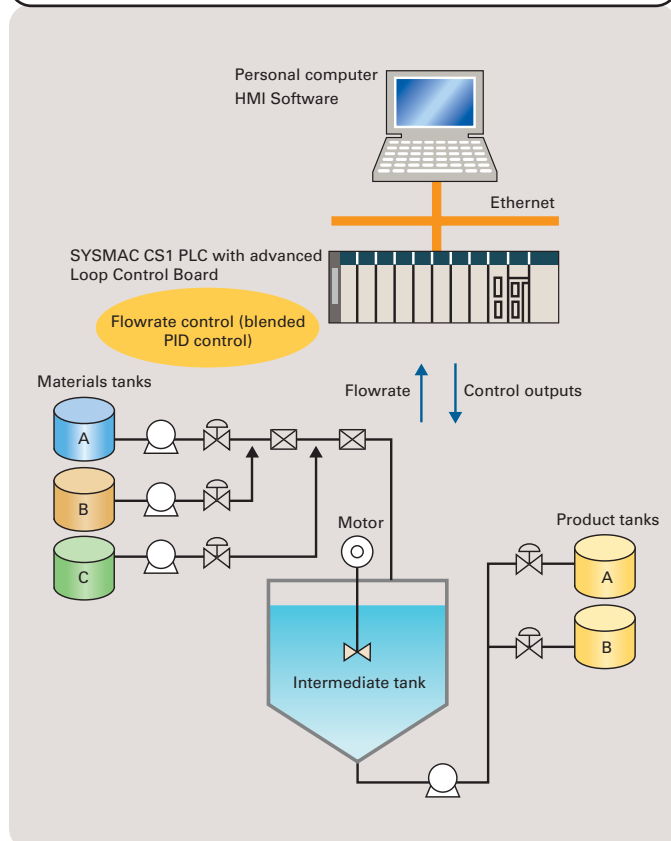 Personal computer
HMI Software
Ethernet
SYSMAC CS1 PLC with advanced
Loop Control Board
Flowrate control (blended
PID control)
Flowrate
Control outputs
Materials tanks
A
B
C
Motor
Product tanks
A
B
Intermediate tank